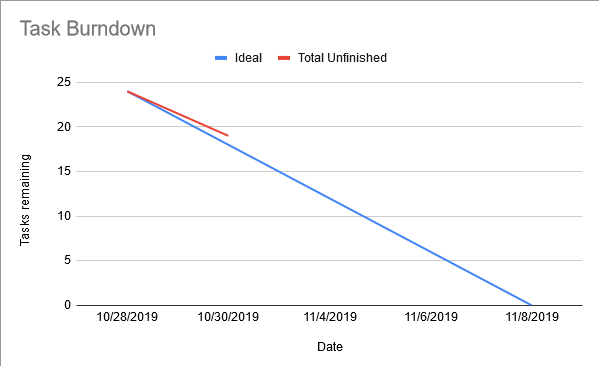 Task Burndown
Ideal
Total Unfinished
25
20
15
10
5
0
Tasks remaining
10/28/2019
10/30/2019
11/4/2019
11/6/2019
11/8/2019
Date